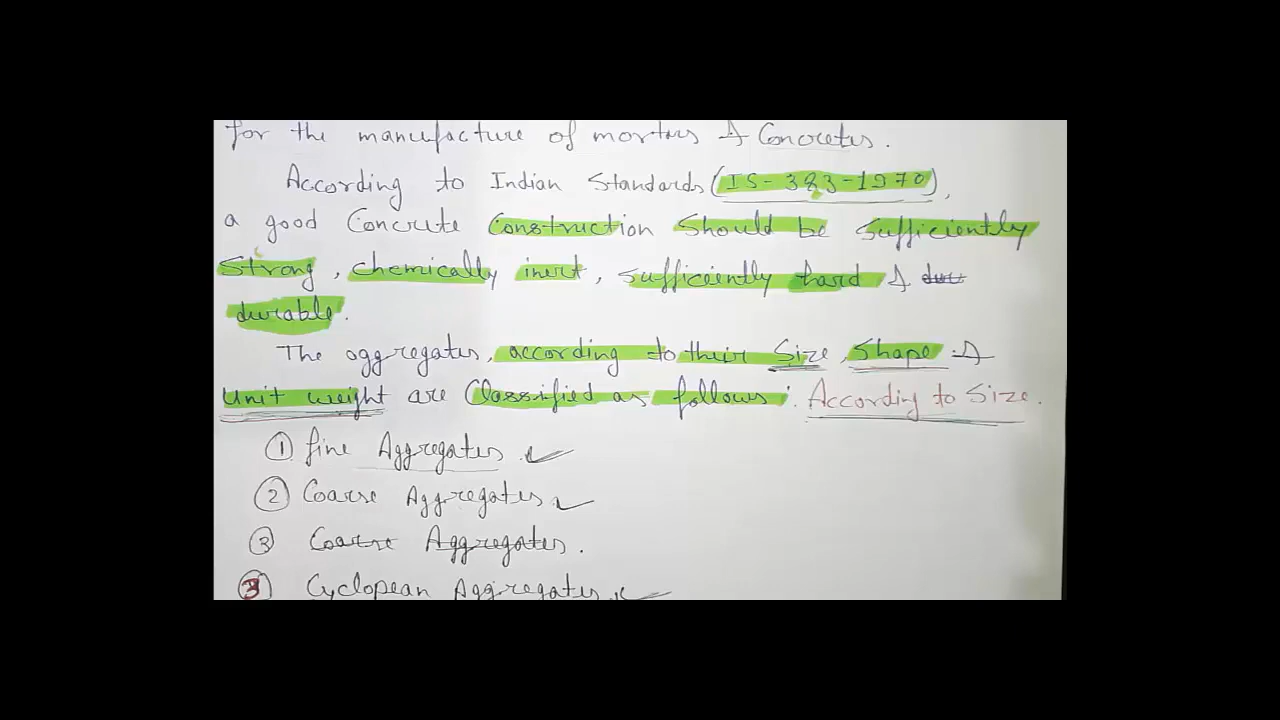 for the manufacture of mortars & Concretes.
According to Indian Standards (IS-383-1970),
a good Concrete Construction Should be Sufficiently
Strong, chemically inert, Sufficiently hard &
durable.
The aggregates, according to their Size, Shape &
Unit weight are Classified as follows: According to Size.
① fine Aggregates.
② Coarse Aggregates.
③ Coarse Aggregates.
③ Cyclopean Aggregates.